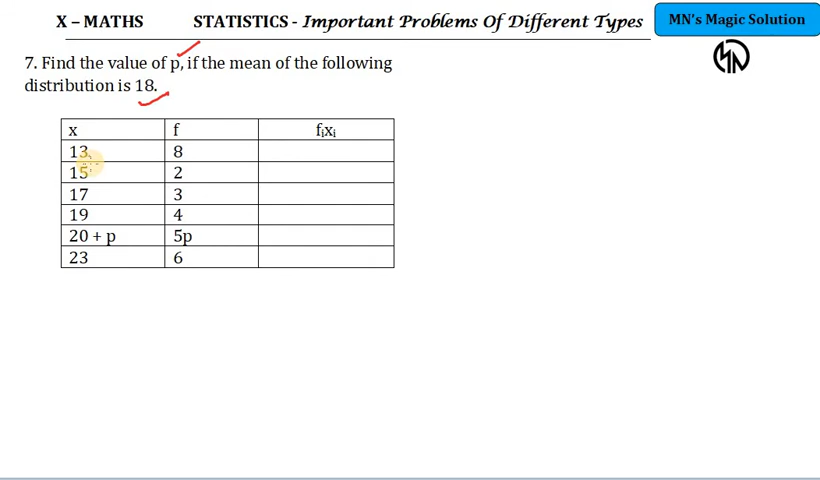 X – MATHS STATISTICS - Important Problems Of Different Types
MN's Magic Solution
MN
7. Find the value of p, if the mean of the following
distribution is 18.
x f fᵢxᵢ
13 8
15 2
17 3
19 4
20 + p 5p
23 6